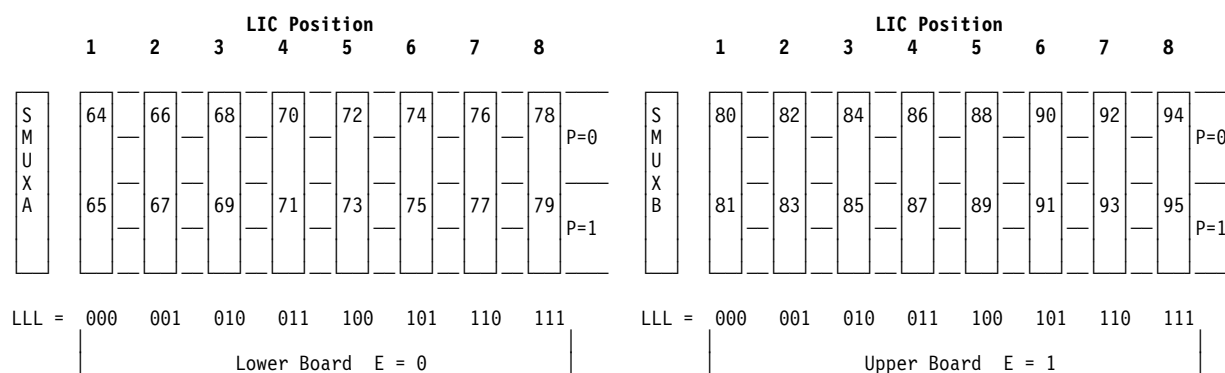 LIC Position LIC Position
1 2 3 4 5 6 7 8 1 2 3 4 5 6 7 8
S 64 66 68 70 72 74 76 78 S 80 82 84 86 88 90 92 94
M P=0 M P=0
U U
X X
A 65 67 69 71 73 75 77 79 B 81 83 85 87 89 91 93 95
P=1 P=1
LLL = 000 001 010 011 100 101 110 111 LLL = 000 001 010 011 100 101 110 111
Lower Board E = 0 Upper Board E = 1